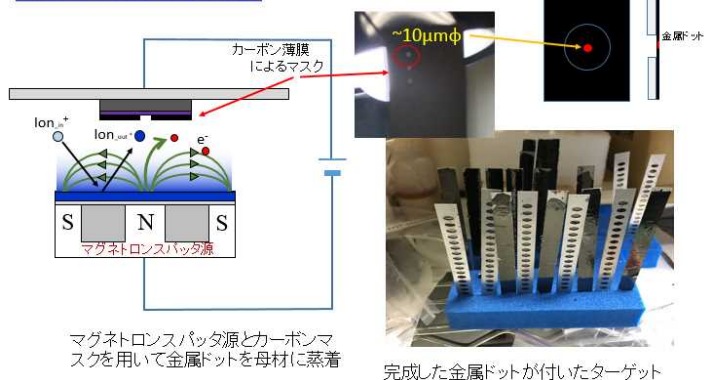 カーボン薄膜
によるマスク
~10μmφ
金属ドット
Ion_in+
Ion_out+
e-
S
N
S
マグネトロンスパッタ源
マグネトロンスパッタ源とカーボンマ
スクを用いて金属ドットを母材に蒸着
完成した金属ドットが付いたターゲット